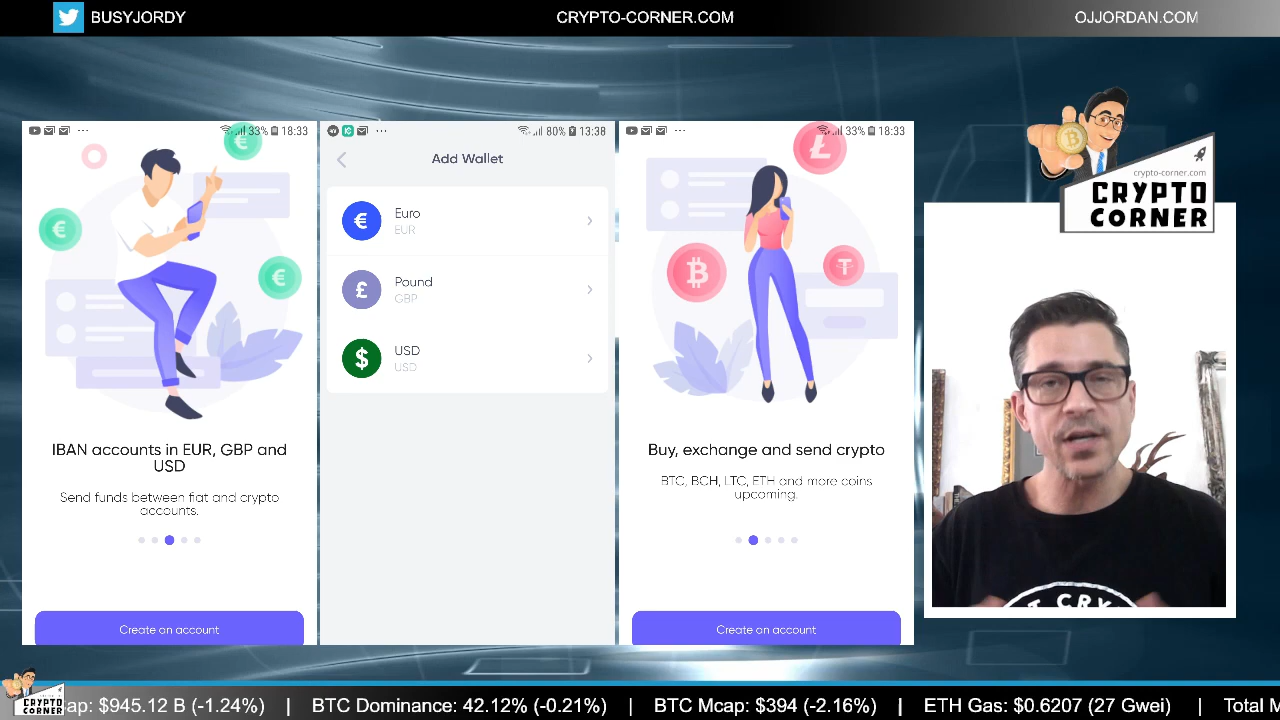 BUSYJORDY
CRYPTO-CORNER.COM
OJJORDAN.COM
33% 18:33
€
€
€
IBAN accounts in EUR, GBP and
USD
Send funds between fiat and crypto
accounts.
Create an account
80% 13:38
Add Wallet
€
Euro
EUR
£
Pound
GBP
$
USD
USD
33% 18:33
Ł
₿
T
Buy, exchange and send crypto
BTC, BCH, LTC, ETH and more coins
upcoming.
Create an account
crypto-corner.com
CRYPTO
CORNER
CRYPTO
CORNER
ap: $945.12 B (-1.24%) | BTC Dominance: 42.12% (-0.21%) | BTC Mcap: $394 (-2.16%) | ETH Gas: $0.6207 (27 Gwei) | Total M